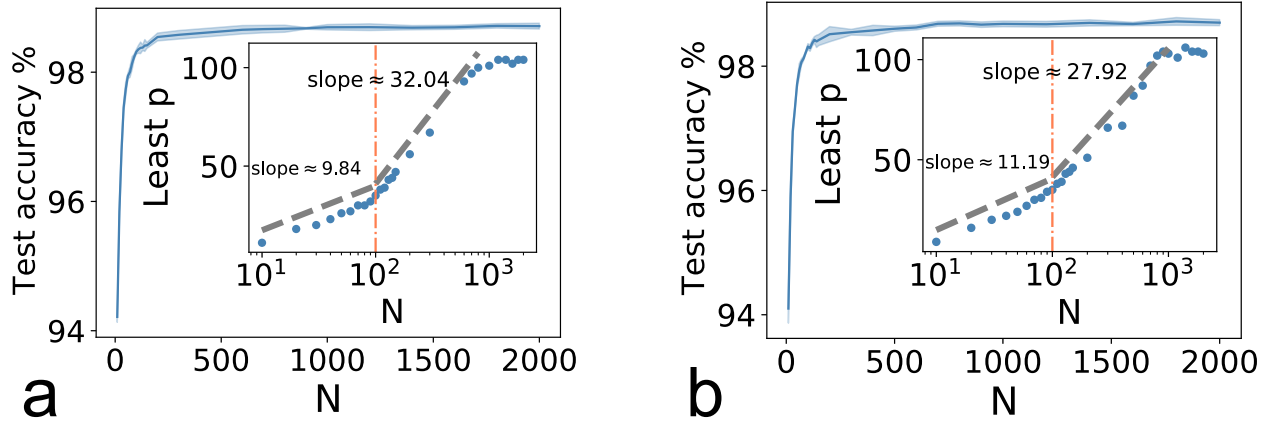 Test accuracy %
98
96
94
0
500
1000
1500
2000
N
Least p
100
50
slope ≈ 32.04
slope ≈ 9.84
10¹
10²
10³
N
a
Test accuracy %
98
96
94
0
500
1000
1500
2000
N
Least p
100
50
slope ≈ 27.92
slope ≈ 11.19
10¹
10²
10³
N
b